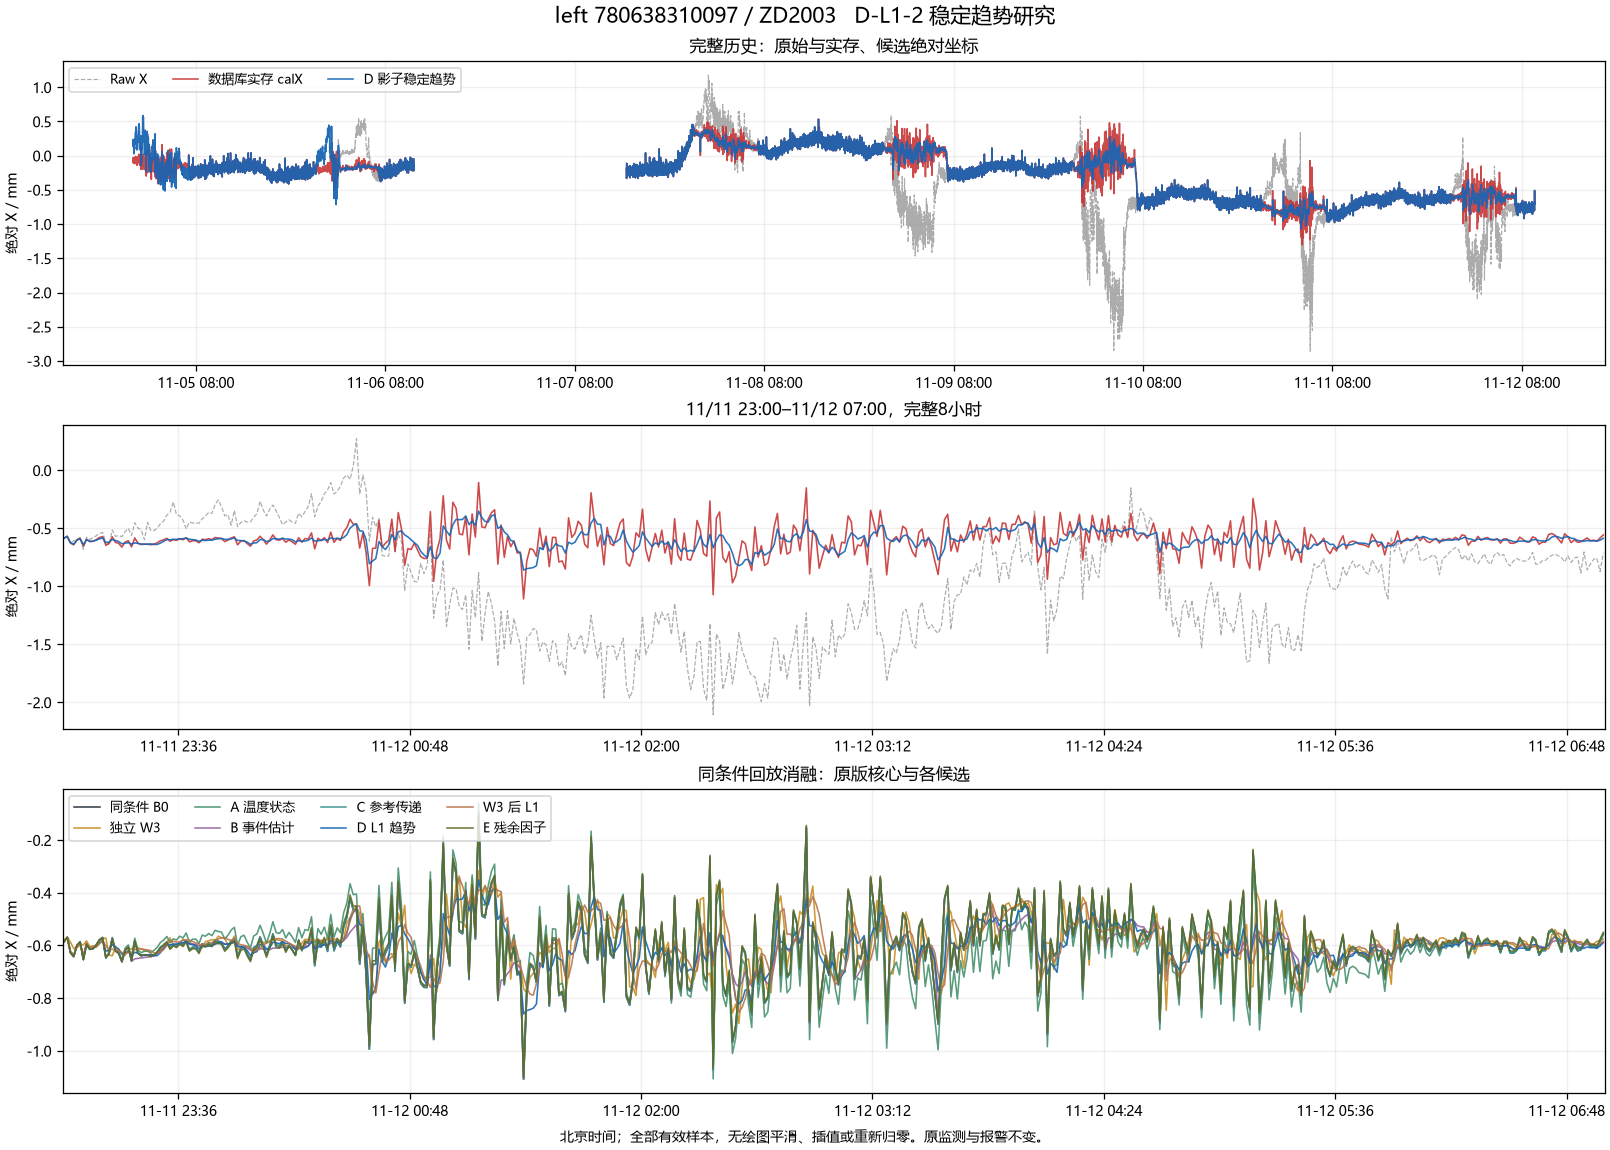 left 780638310097 / ZD2003   D-L1-2 稳定趋势研究
完整历史：原始与实存、候选绝对坐标
Raw X
数据库实存 calX
D 影子稳定趋势
绝对 X / mm
1.0
0.5
0.0
-0.5
-1.0
-1.5
-2.0
-2.5
-3.0
11-05 08:00
11-06 08:00
11-07 08:00
11-08 08:00
11-09 08:00
11-10 08:00
11-11 08:00
11-12 08:00
11/11 23:00–11/12 07:00，完整8小时
绝对 X / mm
0.0
-0.5
-1.0
-1.5
-2.0
11-11 23:36
11-12 00:48
11-12 02:00
11-12 03:12
11-12 04:24
11-12 05:36
11-12 06:48
同条件回放消融：原版核心与各候选
同条件 B0
A 温度状态
C 参考传递
W3 后 L1
独立 W3
B 事件估计
D L1 趋势
E 残余因子
绝对 X / mm
-0.2
-0.4
-0.6
-0.8
-1.0
11-11 23:36
11-12 00:48
11-12 02:00
11-12 03:12
11-12 04:24
11-12 05:36
11-12 06:48
北京时间；全部有效样本，无绘图平滑、插值或重新归零。原监测与报警不变。